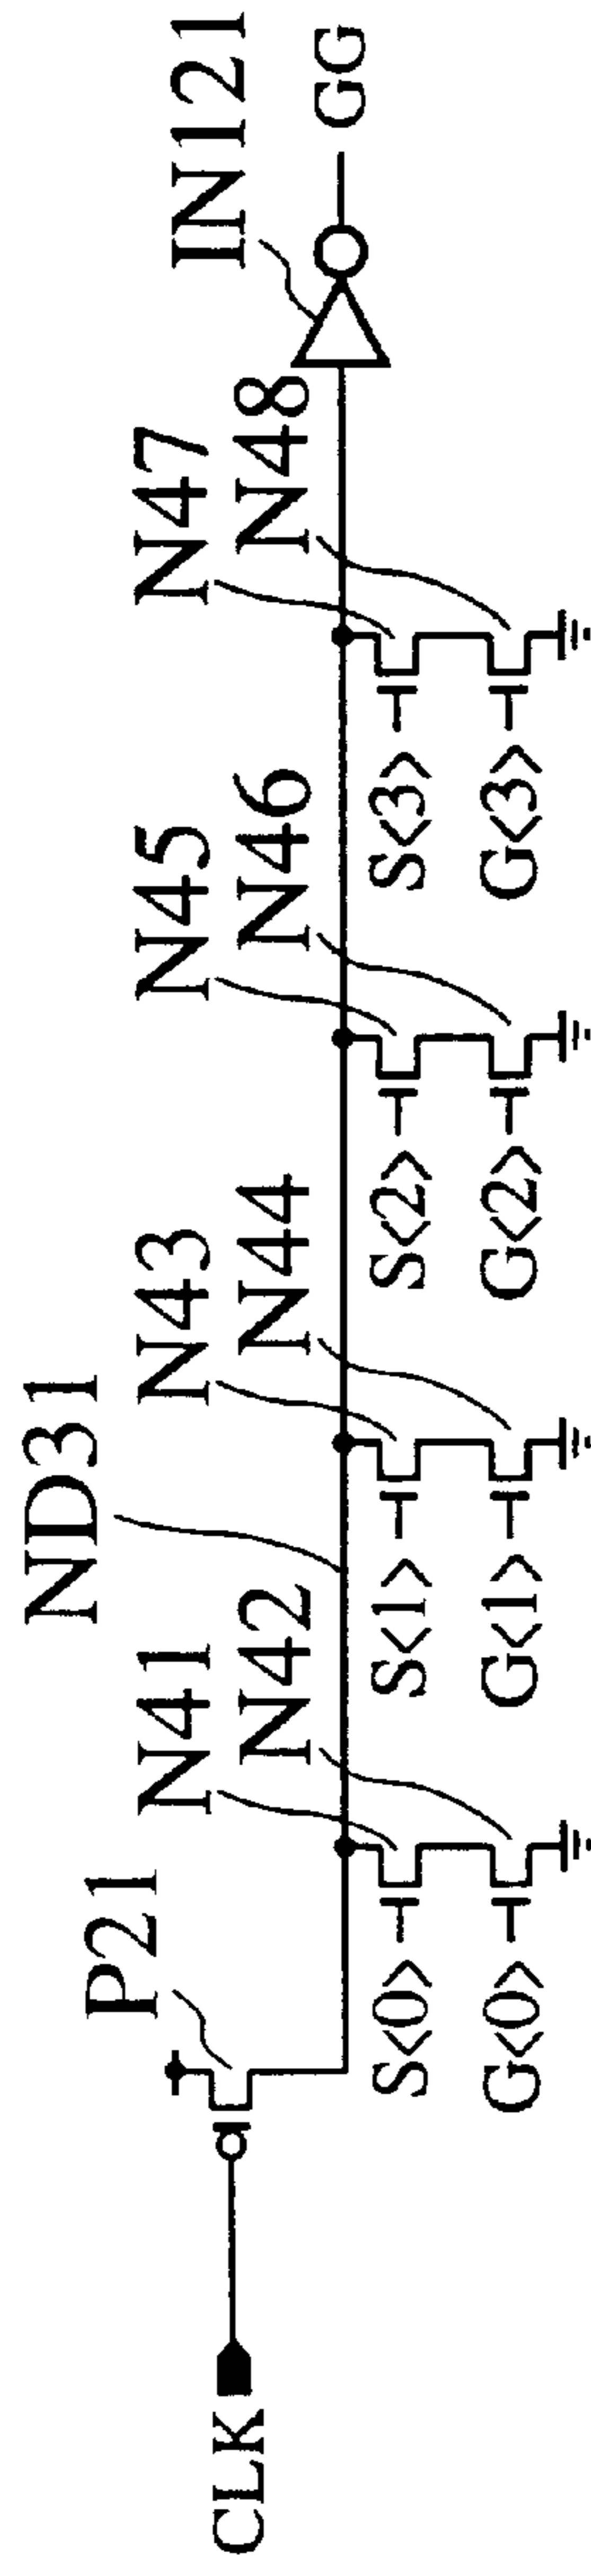 ND31
P21
N41
N42
N43
N44
N45
N46
N47
N48
IN121
CLK
GG
S<0>
G<0>
S<1>
G<1>
S<2>
G<2>
S<3>
G<3>